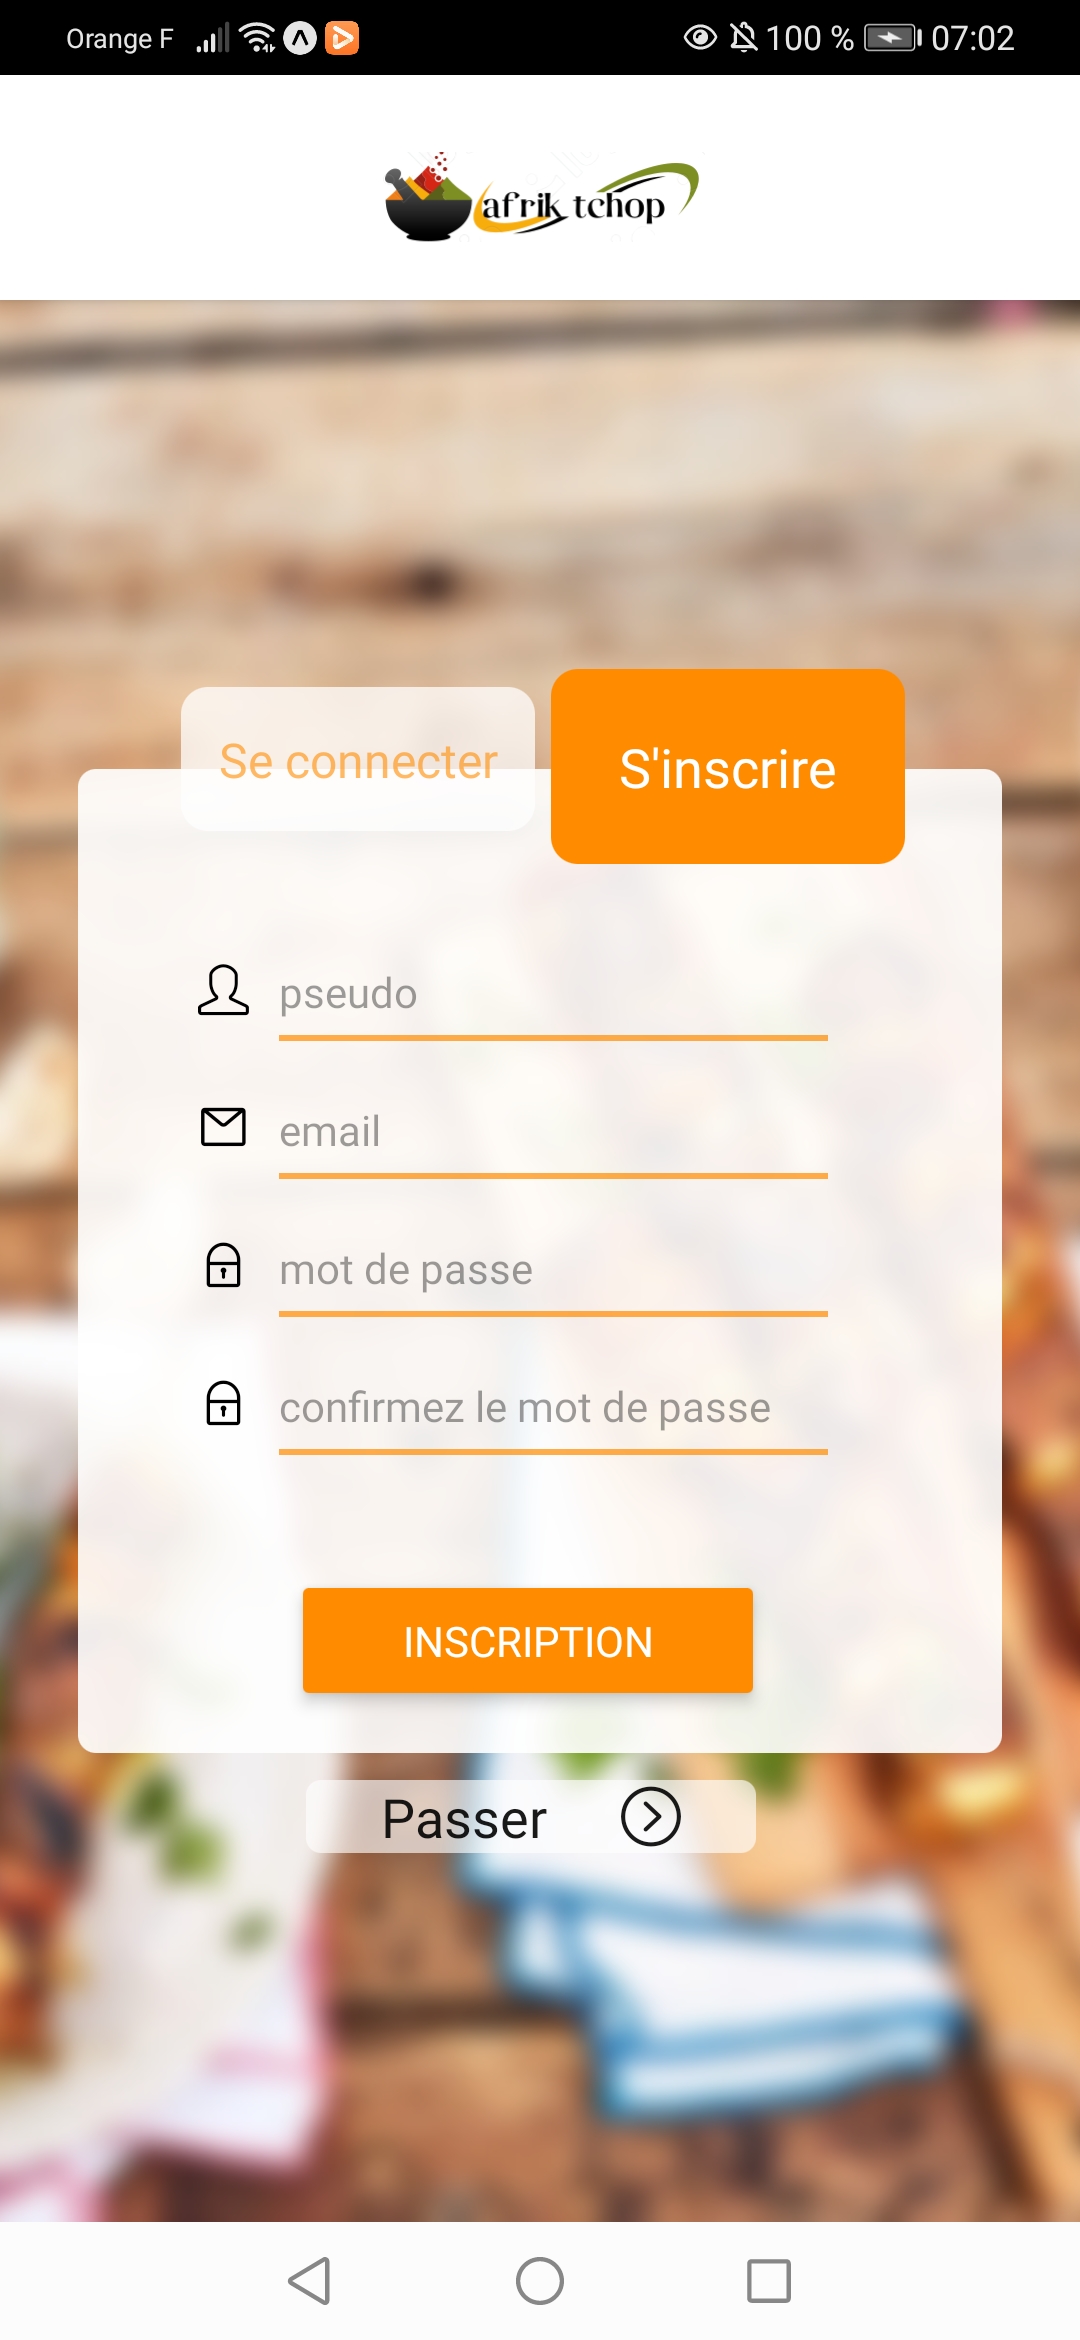 Orange F 100 % 07:02
afrik tchop
Se connecter
S'inscrire
pseudo
email
mot de passe
confirmez le mot de passe
INSCRIPTION
Passer